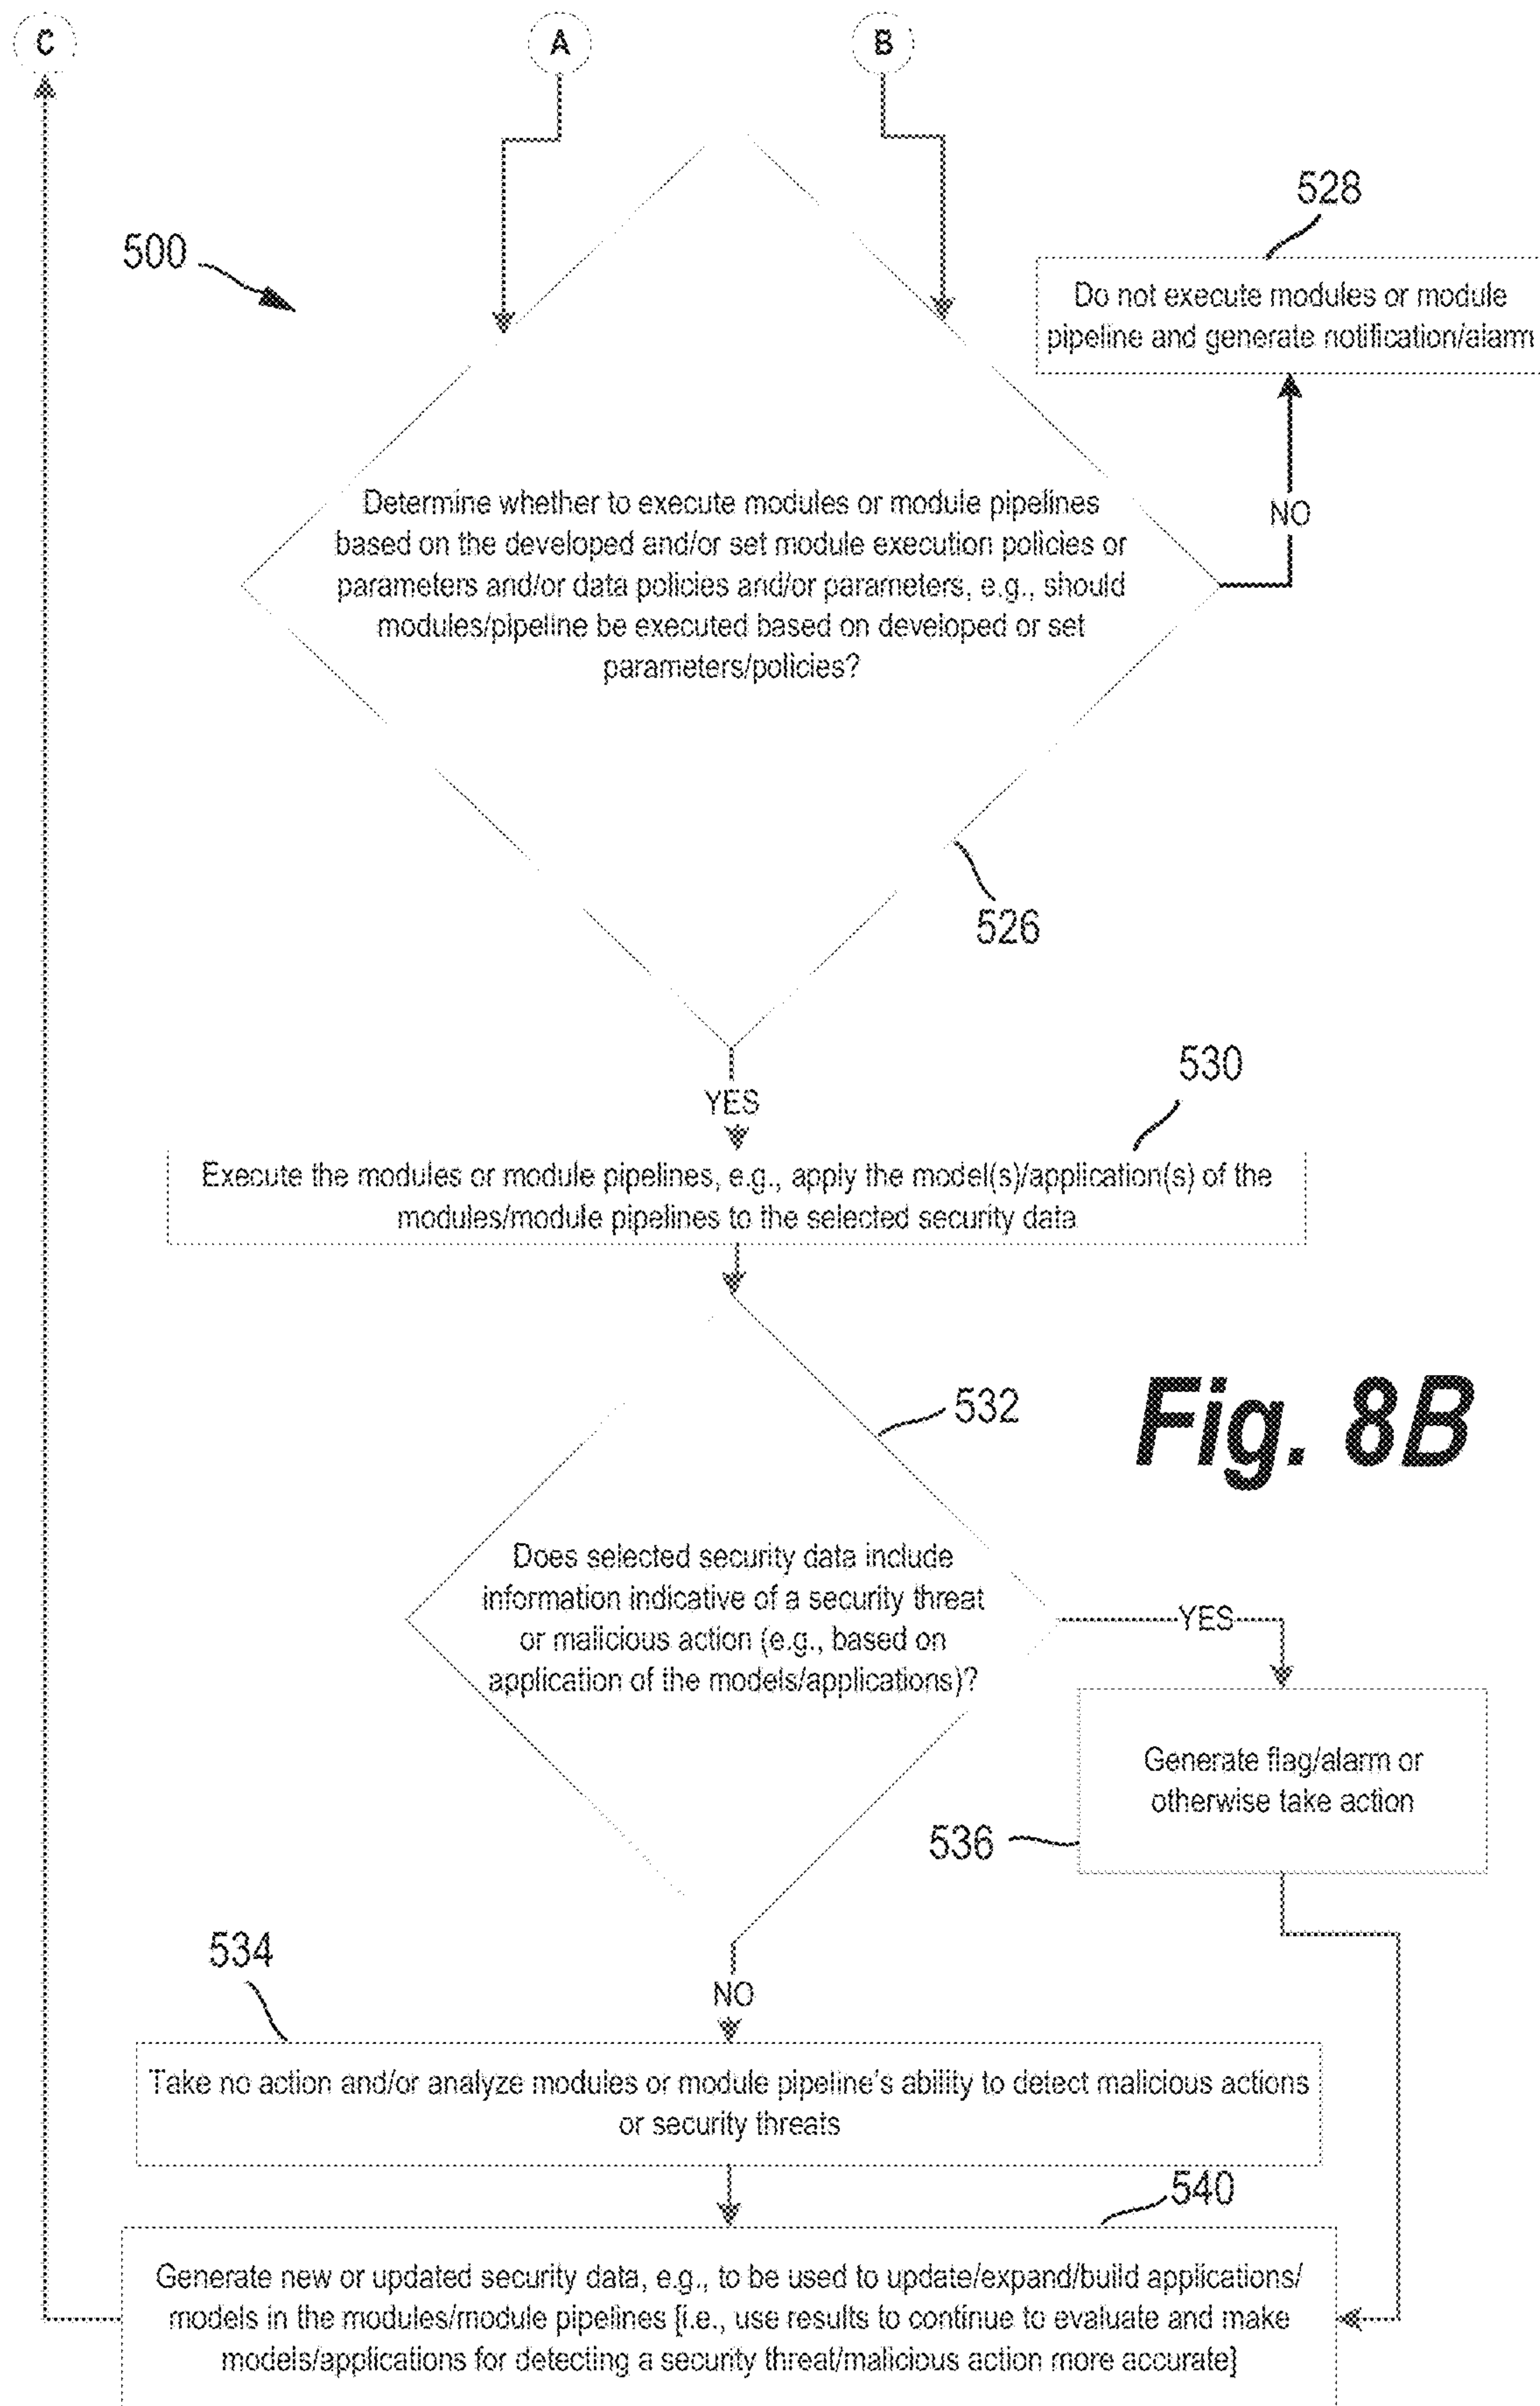 C
A
B
528
500
Do not execute modules or module
pipeline and generate notification/alarm
NO
Determine whether to execute modules or module pipelines
based on the developed and/or set module execution policies or
parameters and/or data policies and/or parameters, e.g., should
modules/pipeline be executed based on developed or set
parameters/policies?
526
530
YES
Execute the modules or module pipelines, e.g., apply the model(s)/application(s) of the
modules/module pipelines to the selected security data
532
Fig. 8B
Does selected security data include
information indicative of a security threat
or malicious action (e.g., based on
application of the models/applications)?
YES
Generate flag/alarm or
otherwise take action
536
534
NO
Take no action and/or analyze modules or module pipeline's ability to detect malicious actions
or security threats
540
Generate new or updated security data, e.g., to be used to update/expand/build applications/
models in the modules/module pipelines [i.e., use results to continue to evaluate and make
models/applications for detecting a security threat/malicious action more accurate]